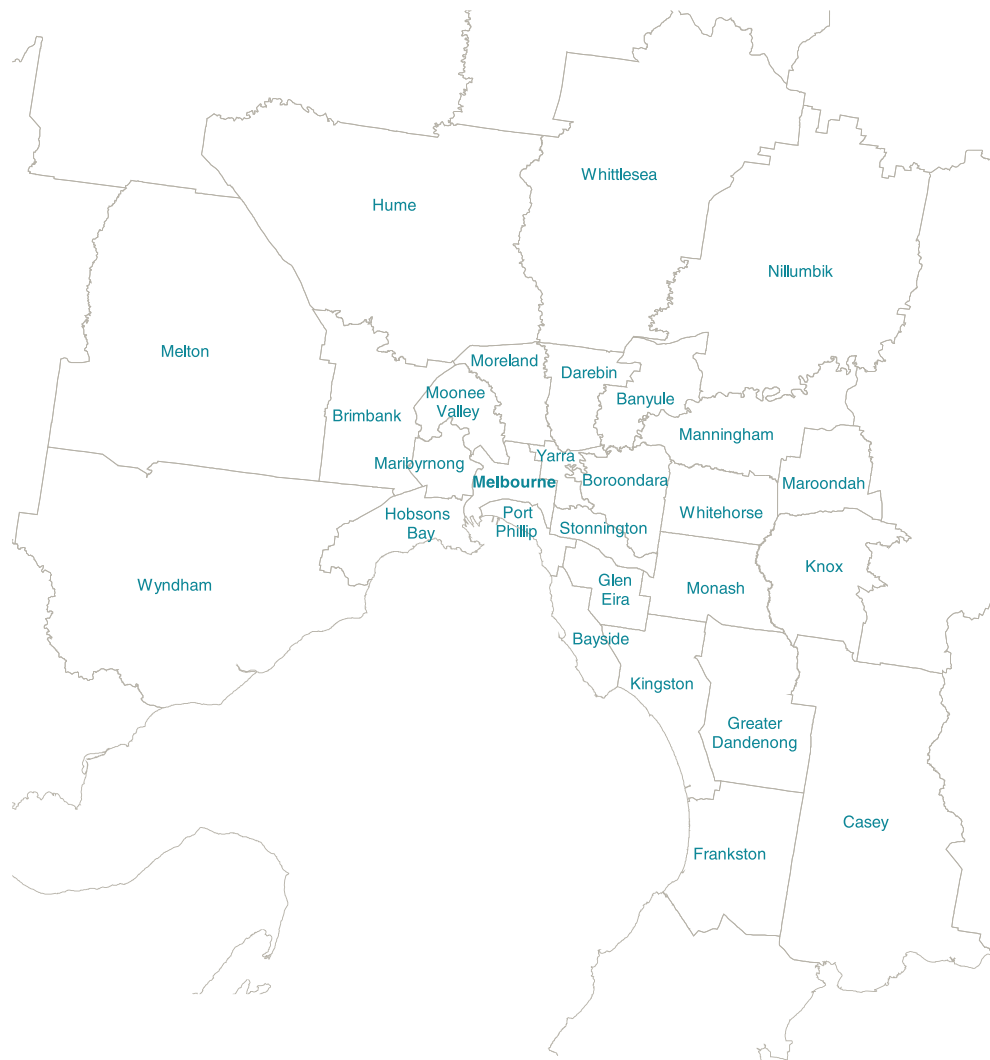 Whittlesea
Hume
Nillumbik
Melton
Moreland
Darebin
Moonee
Valley
Banyule
Brimbank
Manningham
Yarra
Maribyrnong
Melbourne
Boroondara
Maroondah
Hobsons
Bay
Port
Phillip
Whitehorse
Stonnington
Knox
Wyndham
Glen
Eira
Monash
Bayside
Kingston
Greater
Dandenong
Casey
Frankston